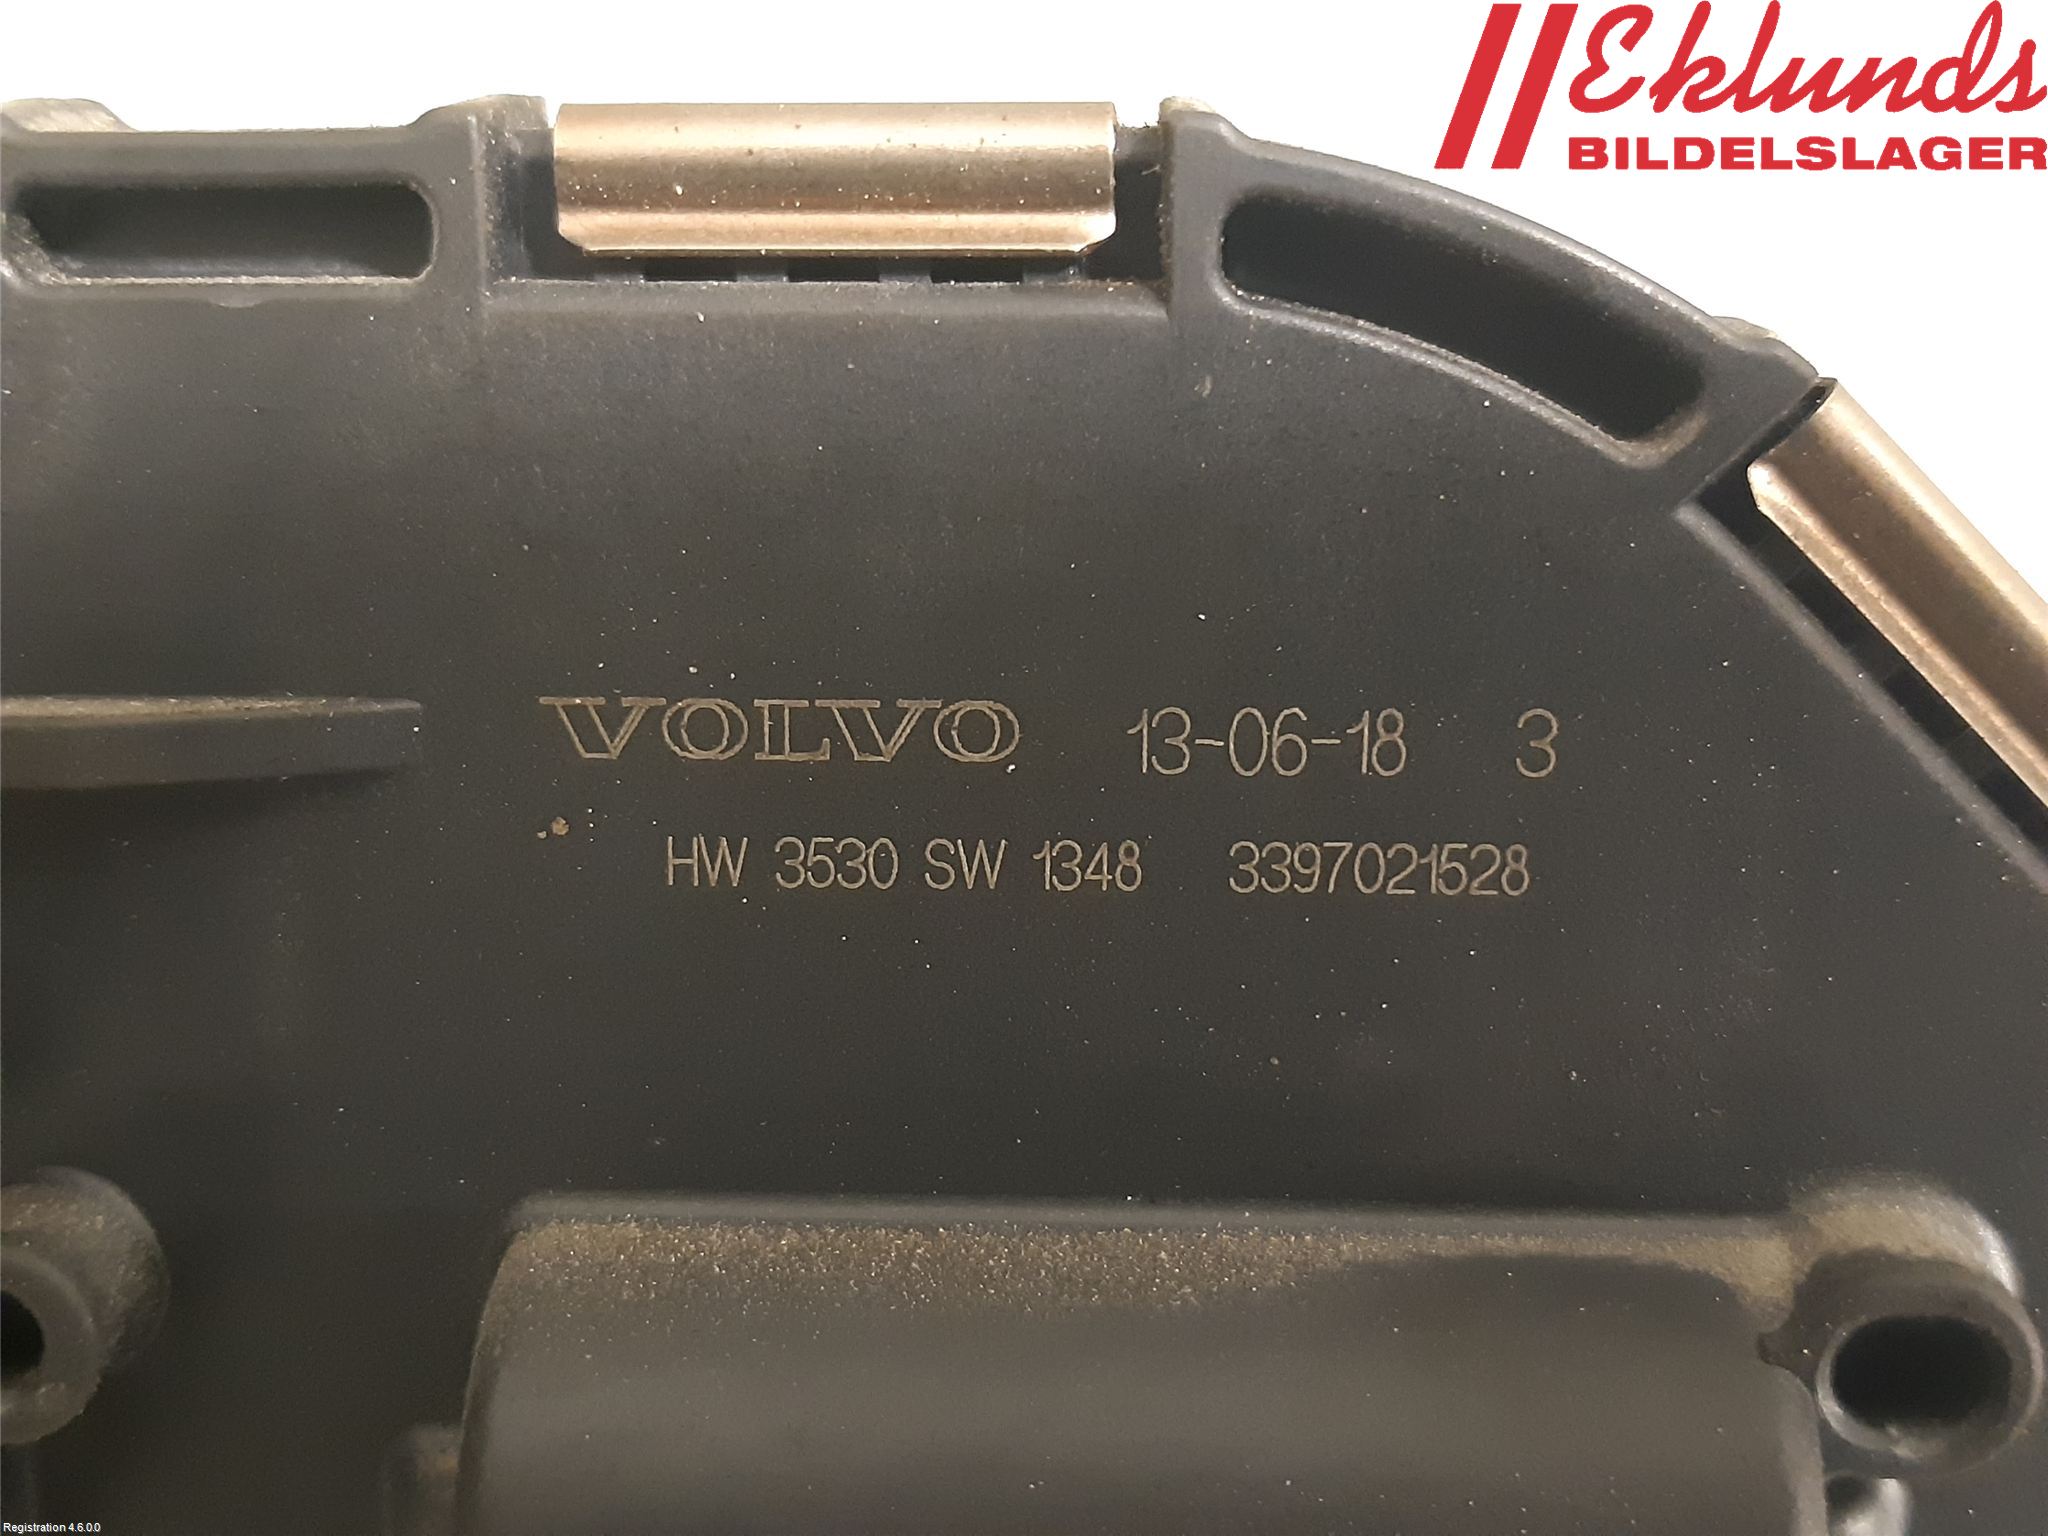 Eklunds
BILDELSLAGER
VOLVO 13-06-18 3
HW 3530 SW 1348 3397021528
Registration 4.6.0.0